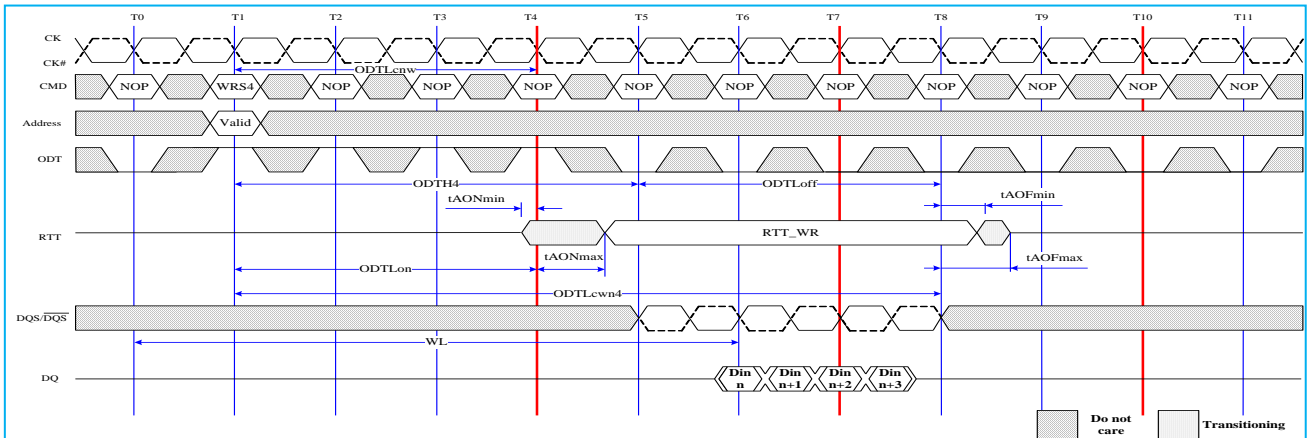 T0 T1 T2 T3 T4 T5 T6 T7 T8 T9 T10 T11
CK
CK#
ODTLcnw
CMD NOP WRS4 NOP NOP NOP NOP NOP NOP NOP NOP NOP NOP
Address Valid
ODT
ODTH4 ODTLoff
tAONmin tAOFmin
RTT RTT_WR
tAONmax tAOFmax
ODTLon
ODTLcwn4
DQS/DQS
WL
DQ Din n Din n+1 Din n+2 Din n+3
Do not care Transitioning